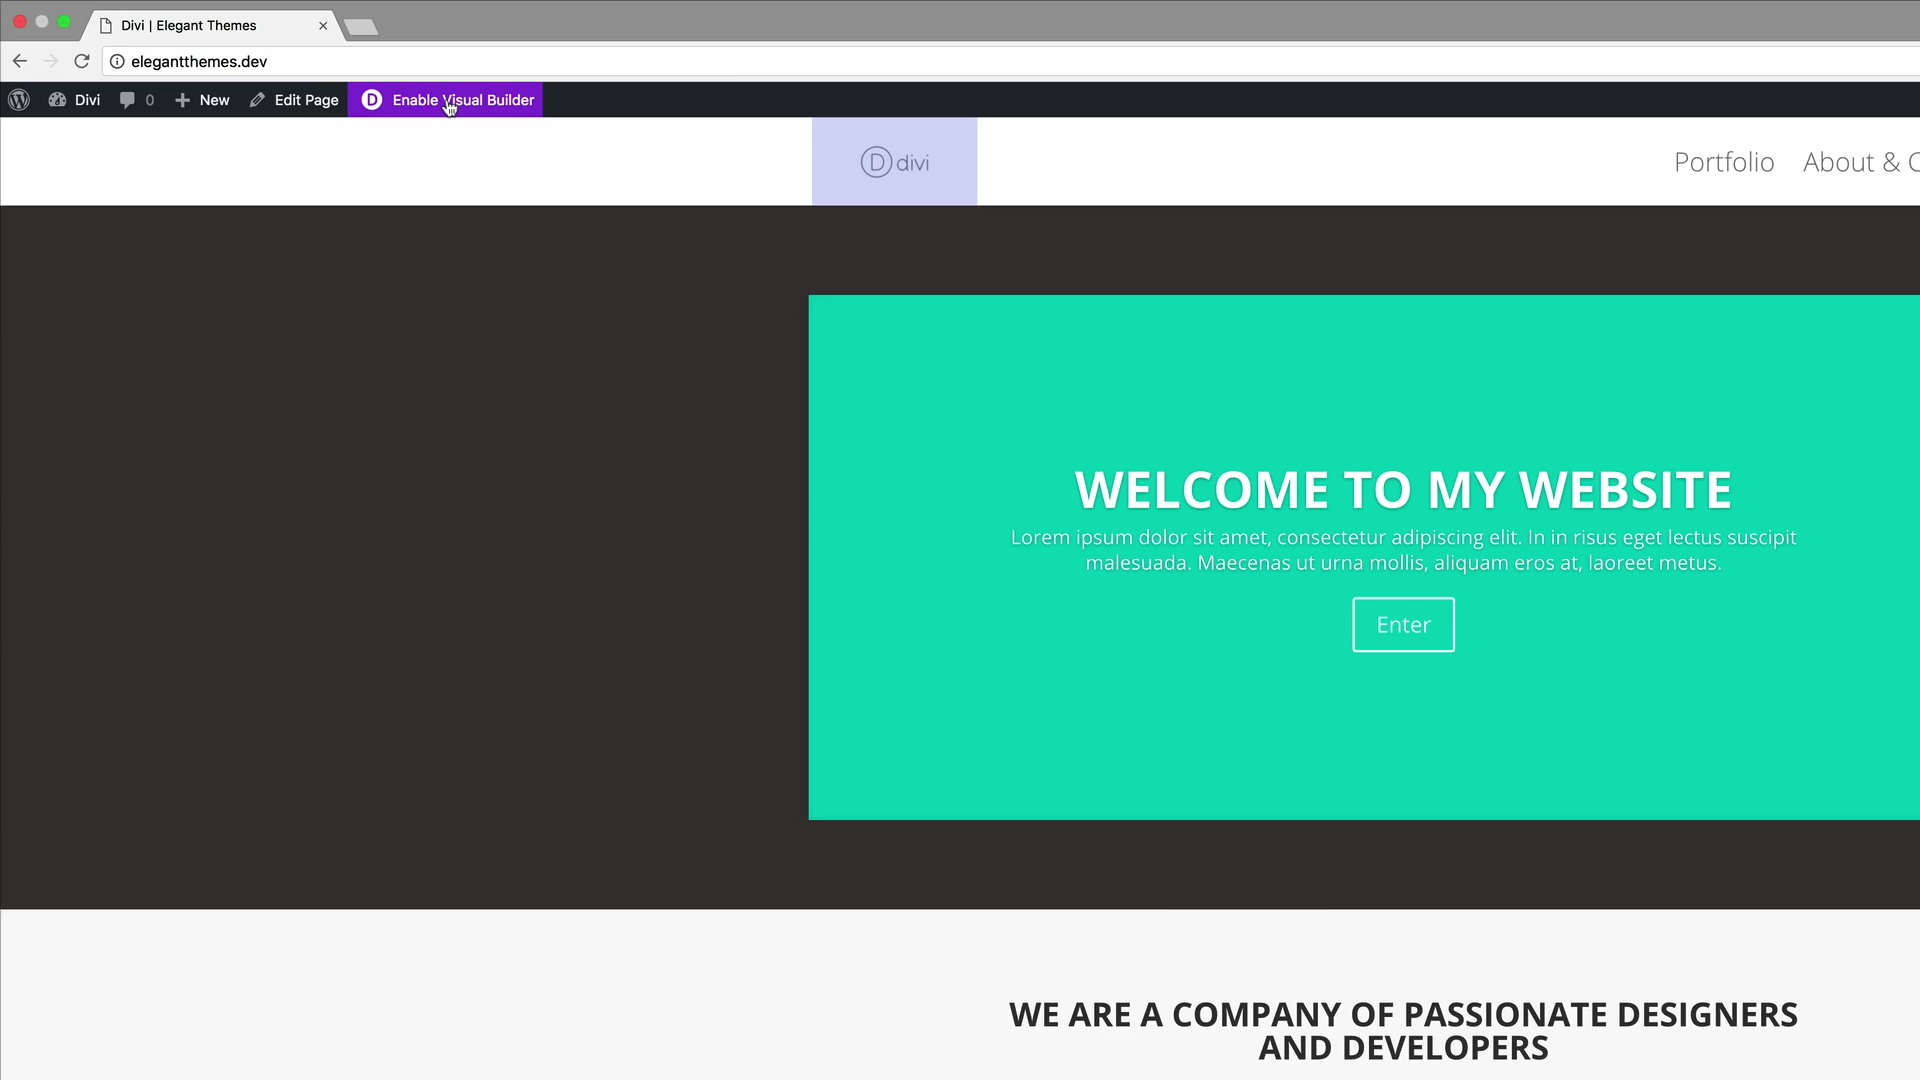 Divi | Elegant Themes
elegantthemes.dev
Divi 0 New Edit Page D Enable Visual Builder
D divi
Portfolio About & C
WELCOME TO MY WEBSITE
Lorem ipsum dolor sit amet, consectetur adipiscing elit. In in risus eget lectus suscipit
malesuada. Maecenas ut urna mollis, aliquam eros at, laoreet metus.
Enter
WE ARE A COMPANY OF PASSIONATE DESIGNERS
AND DEVELOPERS